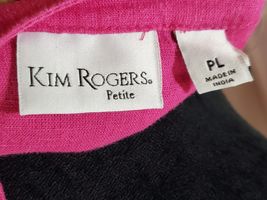 KIM ROGERS®
Petite
PL
MADE IN
INDIA